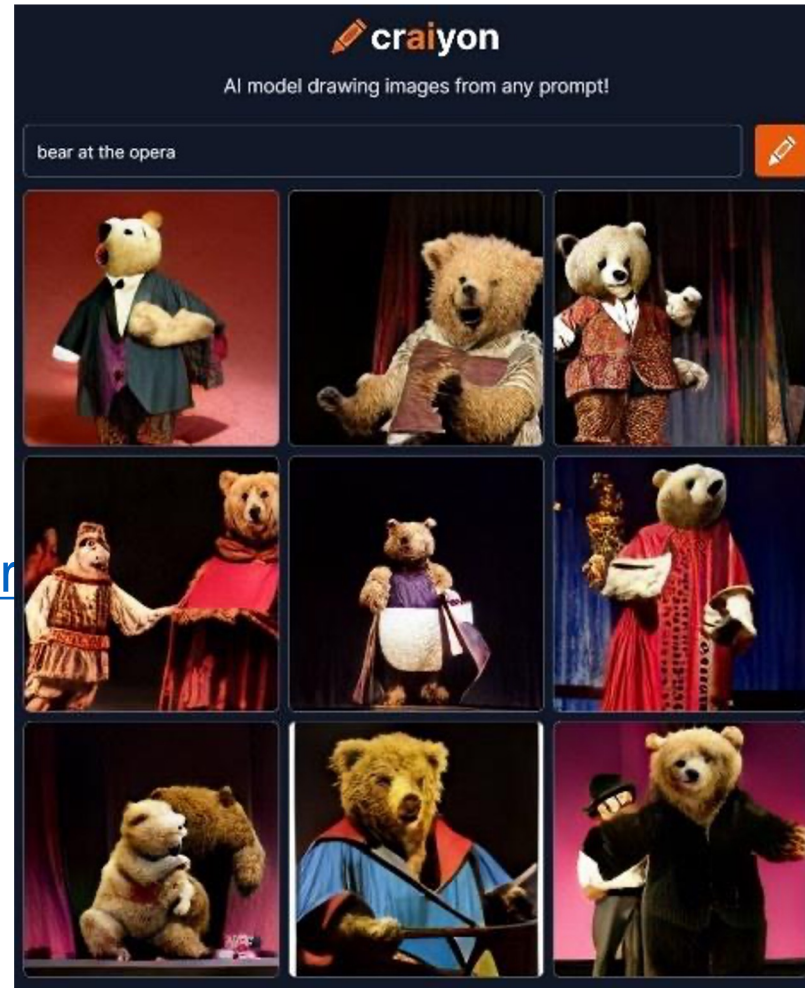 craiyon
AI model drawing images from any prompt!
bear at the opera
r